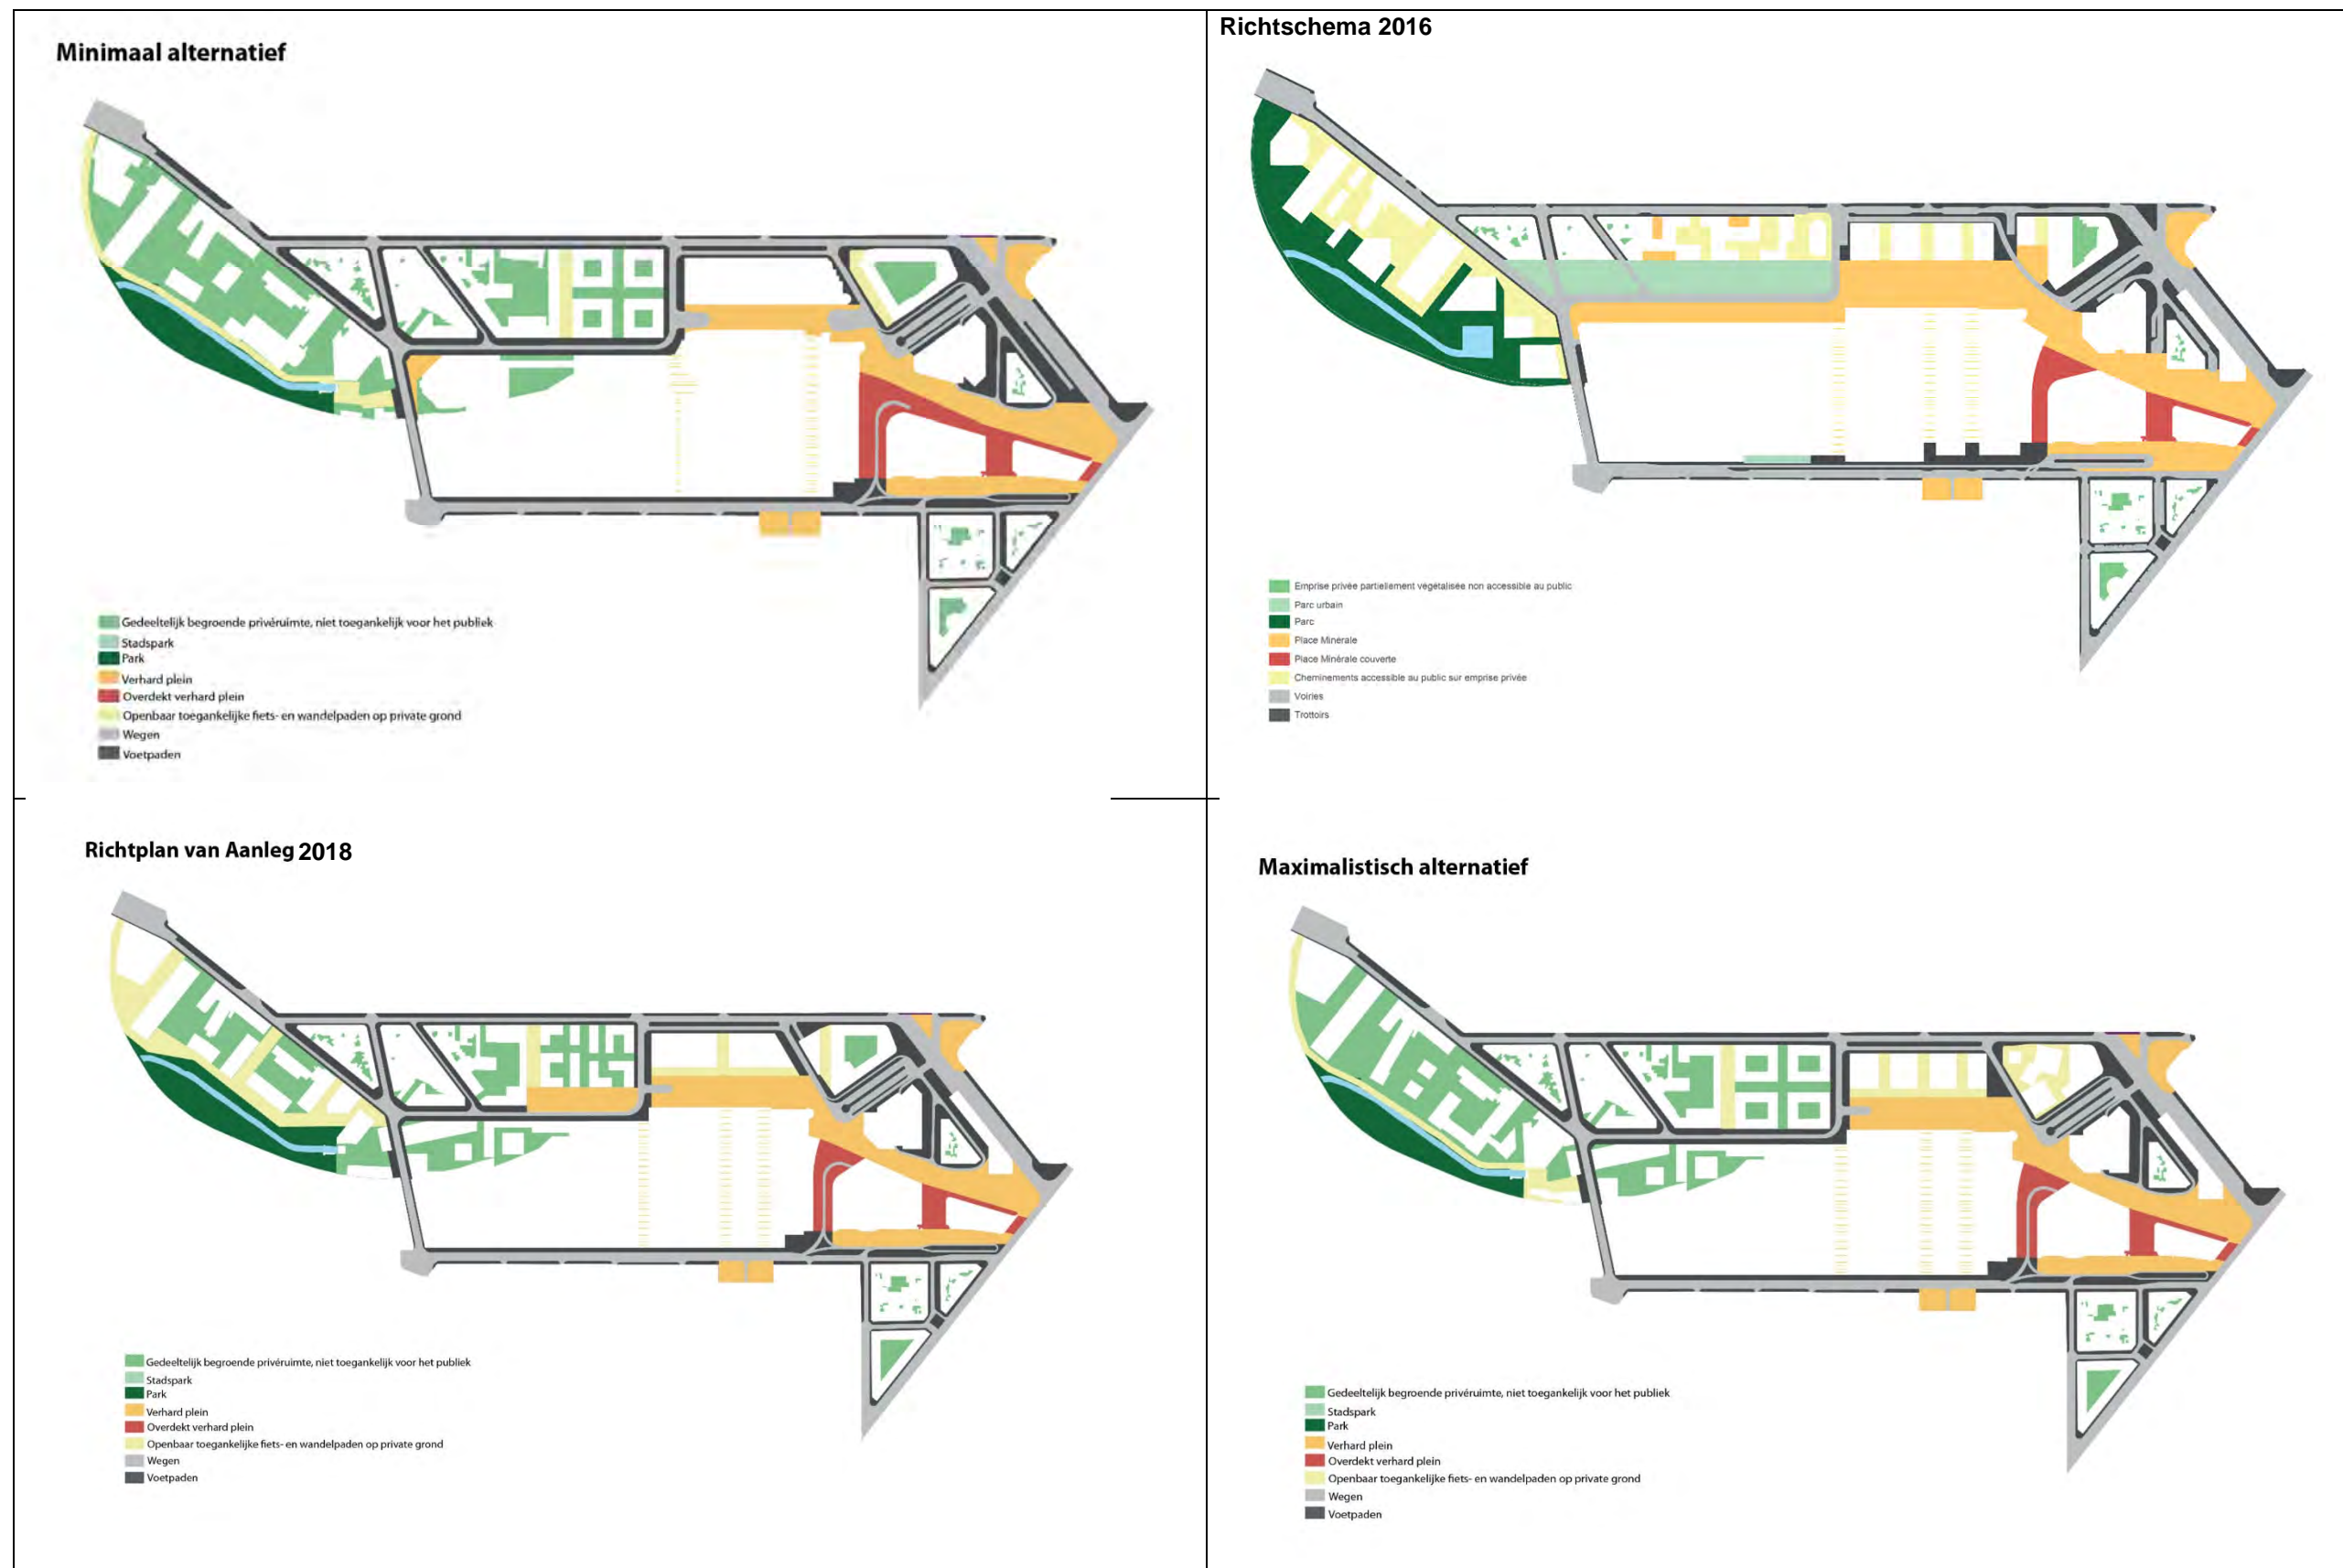 Minimaal alternatief
Gedeeltelijk begroende privéruimte, niet toegankelijk voor het publiek
Stadspark
Park
Verhard plein
Overdekt verhard plein
Openbaar toegankelijke fiets- en wandelpaden op private grond
Wegen
Voetpaden
Richtschema 2016
Emprise privée partiellement végétalisée non accessible au public
Parc urbain
Parc
Place Minérale
Place Minérale couverte
Cheminements accessible au public sur emprise privée
Voiries
Trottoirs
Richtplan van Aanleg 2018
Gedeeltelijk begroende privéruimte, niet toegankelijk voor het publiek
Stadspark
Park
Verhard plein
Overdekt verhard plein
Openbaar toegankelijke fiets- en wandelpaden op private grond
Wegen
Voetpaden
Maximalistisch alternatief
Gedeeltelijk begroende privéruimte, niet toegankelijk voor het publiek
Stadspark
Park
Verhard plein
Overdekt verhard plein
Openbaar toegankelijke fiets- en wandelpaden op private grond
Wegen
Voetpaden